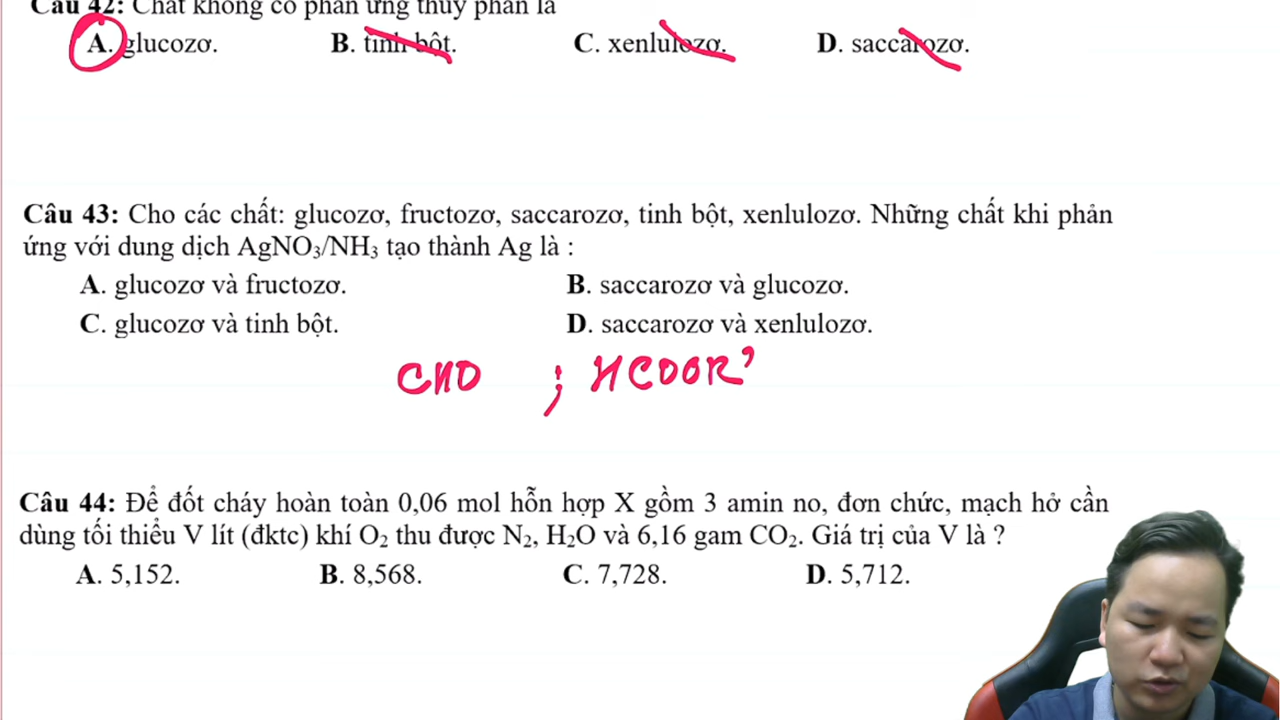 Câu 42: Chất không có phản ứng thủy phân là
A. glucozơ. B. tinh bột. C. xenlulozơ. D. saccarozơ.
Câu 43: Cho các chất: glucozơ, fructozơ, saccarozơ, tinh bột, xenlulozơ. Những chất khi phản
ứng với dung dịch AgNO₃/NH₃ tạo thành Ag là :
A. glucozơ và fructozơ. B. saccarozơ và glucozơ.
C. glucozơ và tinh bột. D. saccarozơ và xenlulozơ.
CHO ; HCOOR'
Câu 44: Để đốt cháy hoàn toàn 0,06 mol hỗn hợp X gồm 3 amin no, đơn chức, mạch hở cần
dùng tối thiểu V lít (đktc) khí O₂ thu được N₂, H₂O và 6,16 gam CO₂. Giá trị của V là ?
A. 5,152. B. 8,568. C. 7,728. D. 5,712.